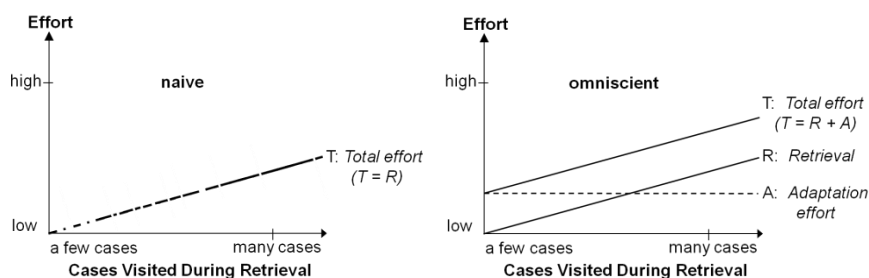 Effort
high
naive
T: Total effort
(T = R)
low
a few cases
many cases
Cases Visited During Retrieval
Effort
high
omniscient
T: Total effort
(T = R + A)
R: Retrieval
A: Adaptation
effort
low
a few cases
many cases
Cases Visited During Retrieval